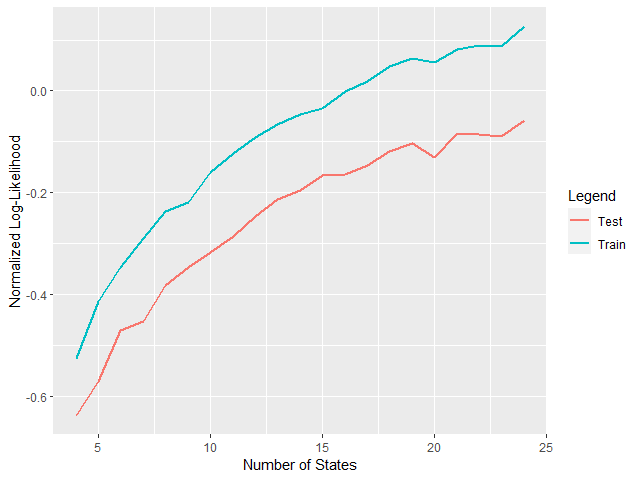 Normalized Log-Likelihood
0.0
-0.2
-0.4
-0.6
5 10 15 20 25
Number of States
Legend
Test
Train